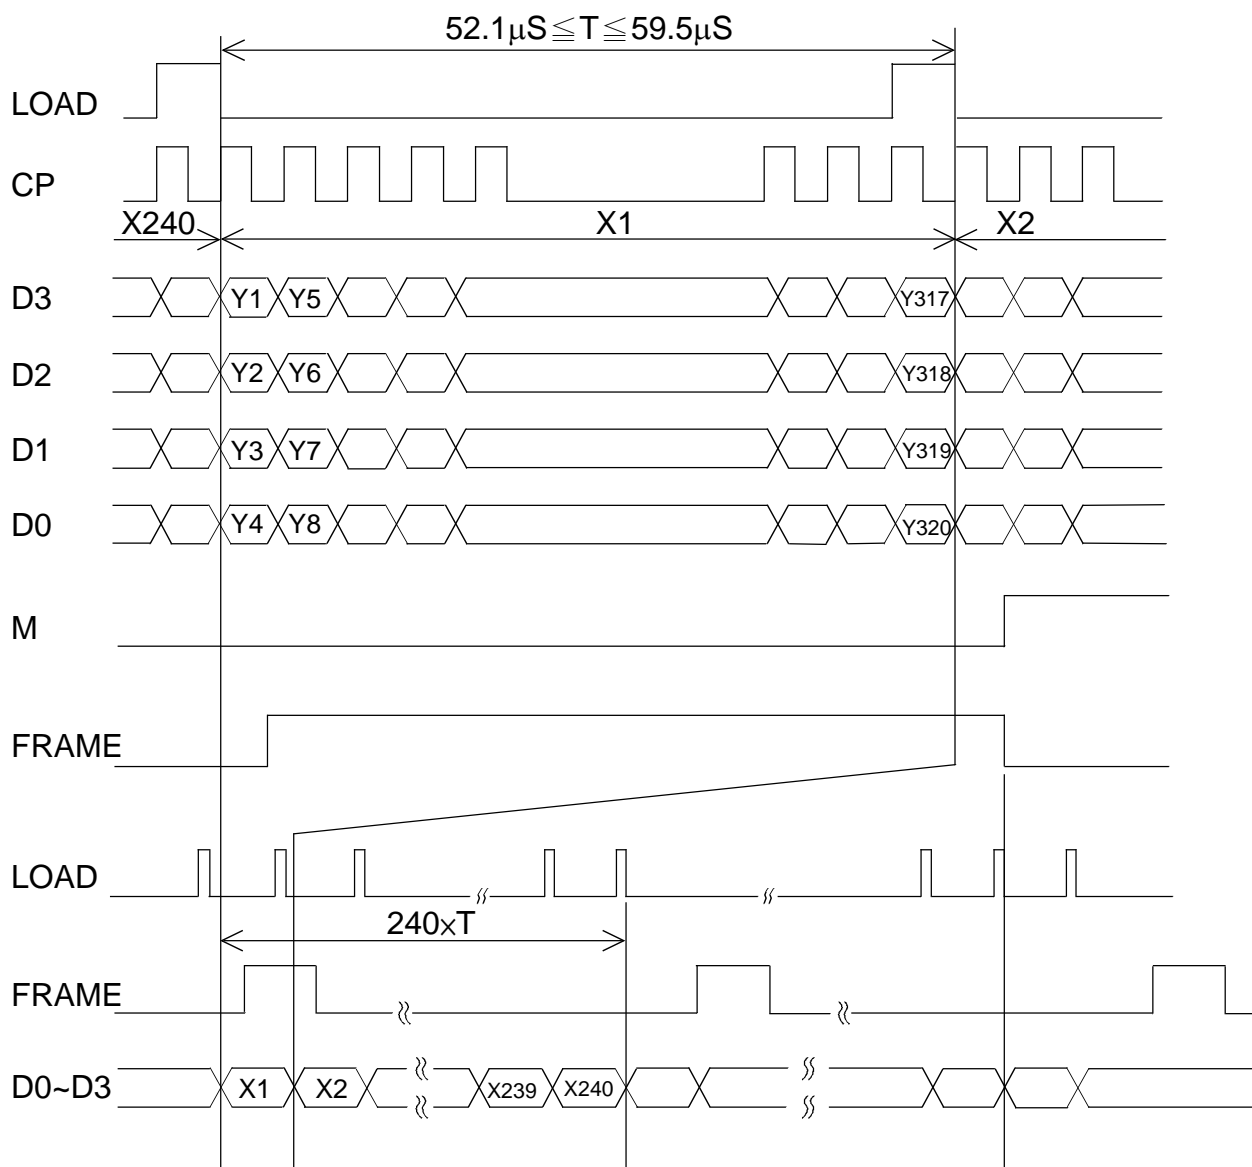 52.1μS≦T≦59.5μS
LOAD
CP
X240 X1 X2
D3 Y1 Y5 Y317
D2 Y2 Y6 Y318
D1 Y3 Y7 Y319
D0 Y4 Y8 Y320
M
FRAME
LOAD
240×T
FRAME
D0~D3 X1 X2 X239 X240